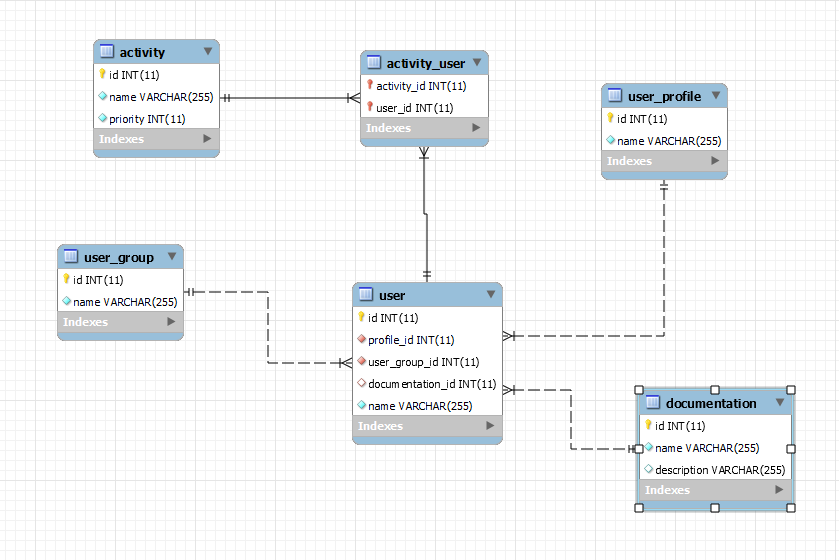 activity
id INT(11)
name VARCHAR(255)
priority INT(11)
Indexes
activity_user
activity_id INT(11)
user_id INT(11)
Indexes
user_profile
id INT(11)
name VARCHAR(255)
Indexes
user_group
id INT(11)
name VARCHAR(255)
Indexes
user
id INT(11)
profile_id INT(11)
user_group_id INT(11)
documentation_id INT(11)
name VARCHAR(255)
Indexes
documentation
id INT(11)
name VARCHAR(255)
description VARCHAR(255)
Indexes